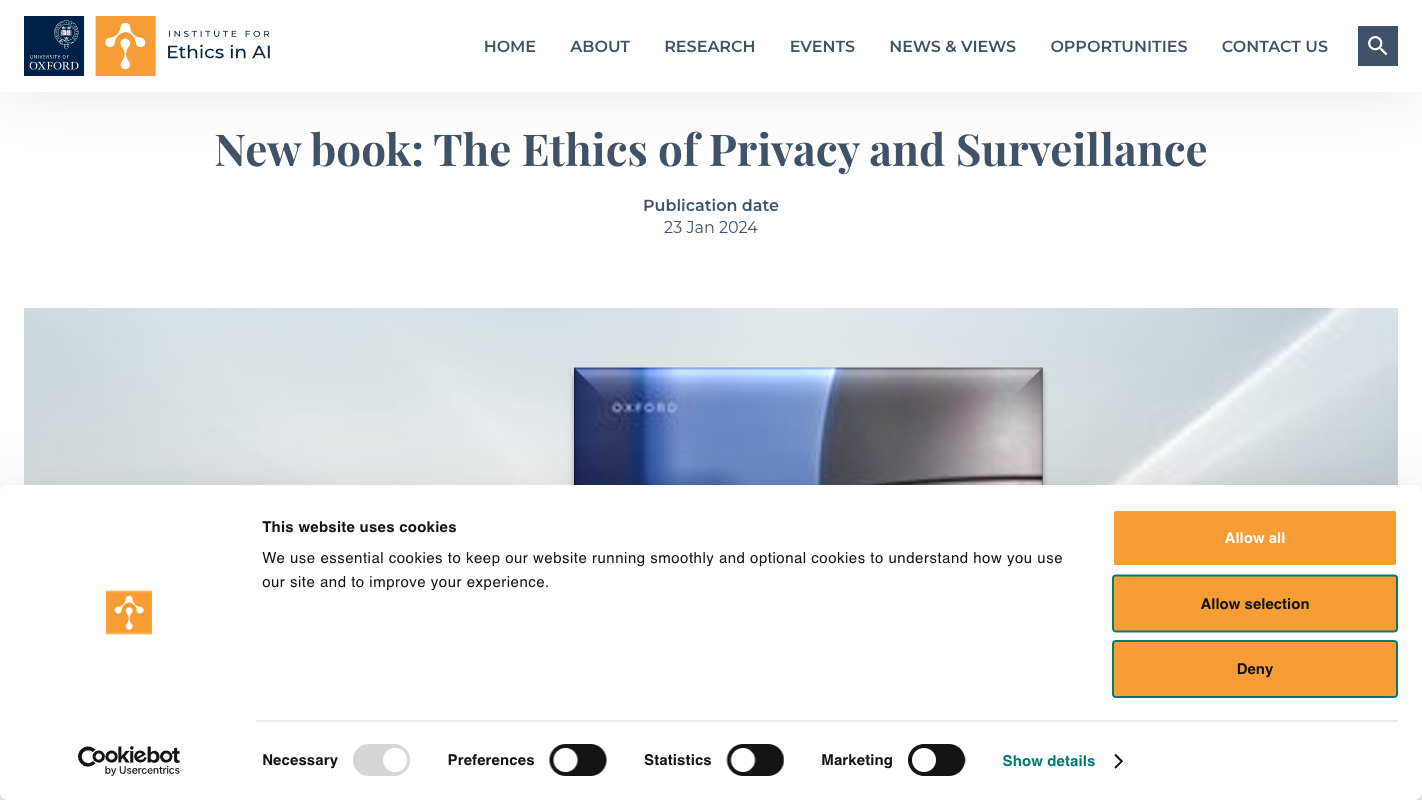 UNIVERSITY OF
OXFORD
INSTITUTE FOR
Ethics in AI
HOME
ABOUT
RESEARCH
EVENTS
NEWS & VIEWS
OPPORTUNITIES
CONTACT US
New book: The Ethics of Privacy and Surveillance
Publication date
23 Jan 2024
OXFORD
This website uses cookies
We use essential cookies to keep our website running smoothly and optional cookies to understand how you use
our site and to improve your experience.
Allow all
Allow selection
Deny
Cookiebot
by Usercentrics
Necessary
Preferences
Statistics
Marketing
Show details